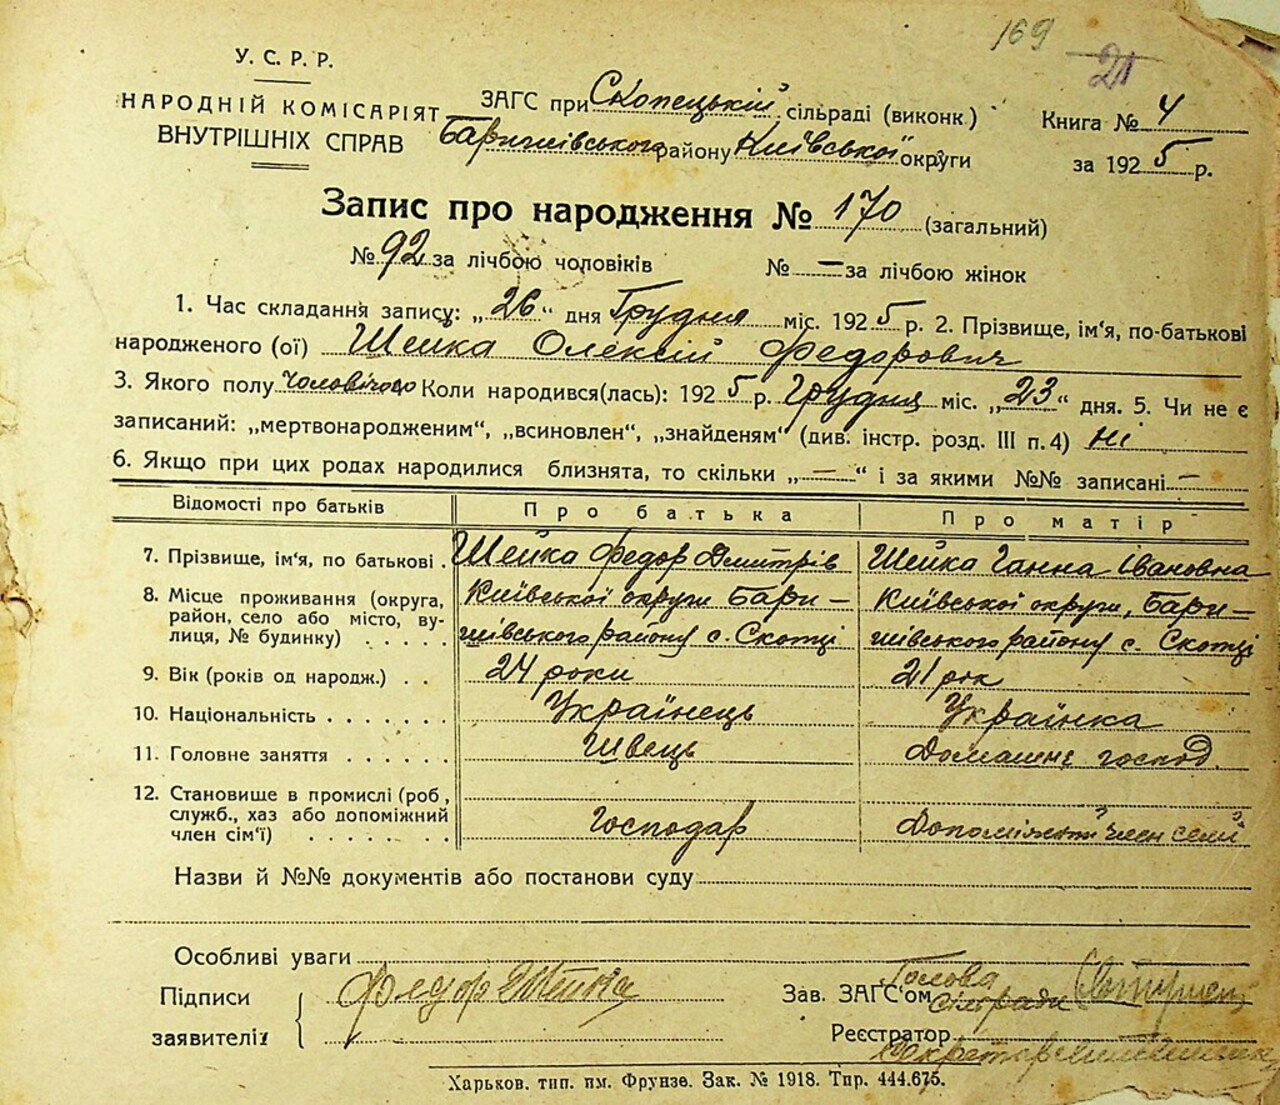 169
21
У. С. Р. Р.
НАРОДНІЙ КОМІСАРІЯТ
ВНУТРІШНІХ СПРАВ
ЗАГС при Скопецькій сільраді (виконк.)
Баришівського району Київської округи
Книга № 4
за 1925 р.
Запис про народження № 170 (загальний)
№ 92 за лічбою чоловіків № — за лічбою жінок
1. Час складання запису: „26" дня Грудня міс. 1925 р. 2. Прізвище, ім'я, по-батькові
народженого (ої) Шейка Олексій Федорович
3. Якого полу чоловічого Коли народився(лась): 1925 р. Грудня міс. „23" дня. 5. Чи не є
записаний: „мертвонародженим", „всиновлен", „знайденям" (див. інстр. розд. III п. 4) Ні
6. Якщо при цих родах народилися близнята, то скільки „—" і за якими №№ записані —
Відомості про батьків Про батька Про матір
7. Прізвище, ім'я, по батькові . Шейка Федор Дмитрів Шейка Ганна Івановна
8. Місце проживання (округа, район, село або місто, вулиця, № будинку) . . . . . Київської округи Бари—
шівського району с. Скопці Київської округи, Бари—
шівського району с. Скопці
9. Вік (років од народж.) . . 24 роки 21 рок
10. Національність . . . . . . . Українець Українка
11. Головне заняття . . . . . . Швець Домашнє господ.
12. Становище в промислі (роб., служб., хаз або допоміжний член сім'ї) . . . . . . . Господар Допоміжний член семії
Назви й №№ документів або постанови суду
Особливі уваги
Підписи
заявителів
Федор Шейка
Зав. ЗАГС'ом Голова
сільради
Реєстратор
Секретар
Харьков. тип. им. Фрунзе. Зак. № 1918. Тир. 444.675.